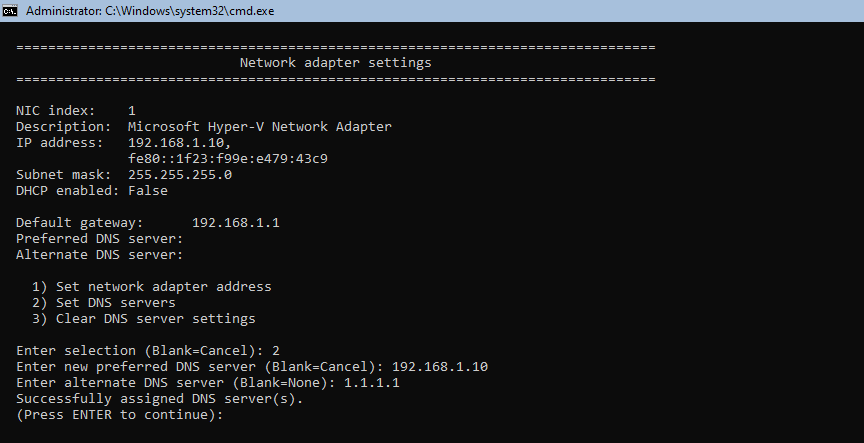 Administrator: C:\Windows\system32\cmd.exe
================================================================================
Network adapter settings
================================================================================
NIC index:    1
Description:  Microsoft Hyper-V Network Adapter
IP address:   192.168.1.10,
              fe80::1f23:f99e:e479:43c9
Subnet mask:  255.255.255.0
DHCP enabled: False
Default gateway:      192.168.1.1
Preferred DNS server:
Alternate DNS server:
  1) Set network adapter address
  2) Set DNS servers
  3) Clear DNS server settings
Enter selection (Blank=Cancel): 2
Enter new preferred DNS server (Blank=Cancel): 192.168.1.10
Enter alternate DNS server (Blank=None): 1.1.1.1
Successfully assigned DNS server(s).
(Press ENTER to continue):